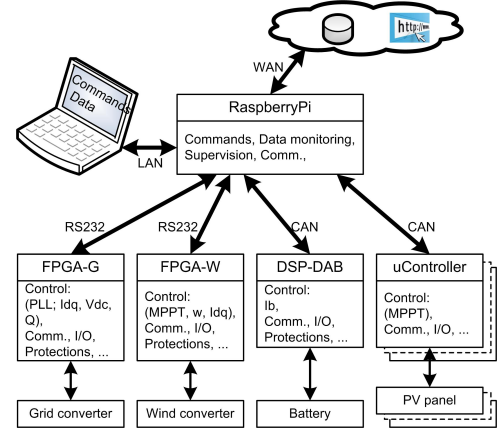 http://ww
WAN
Commands
Data
RaspberryPi
Commands, Data monitoring,
Supervision, Comm.,
LAN
RS232
RS232
CAN
CAN
FPGA-G
Control:
(PLL; Idq, Vdc,
Q),
Comm., I/O,
Protections, ...
FPGA-W
Control:
(MPPT, w, Idq),
Comm., I/O,
Protections, ...
DSP-DAB
Control:
Ib,
Comm., I/O,
Protections, ...
uController
Control:
(MPPT),
Comm., I/O, ...
Grid converter
Wind converter
Battery
PV panel